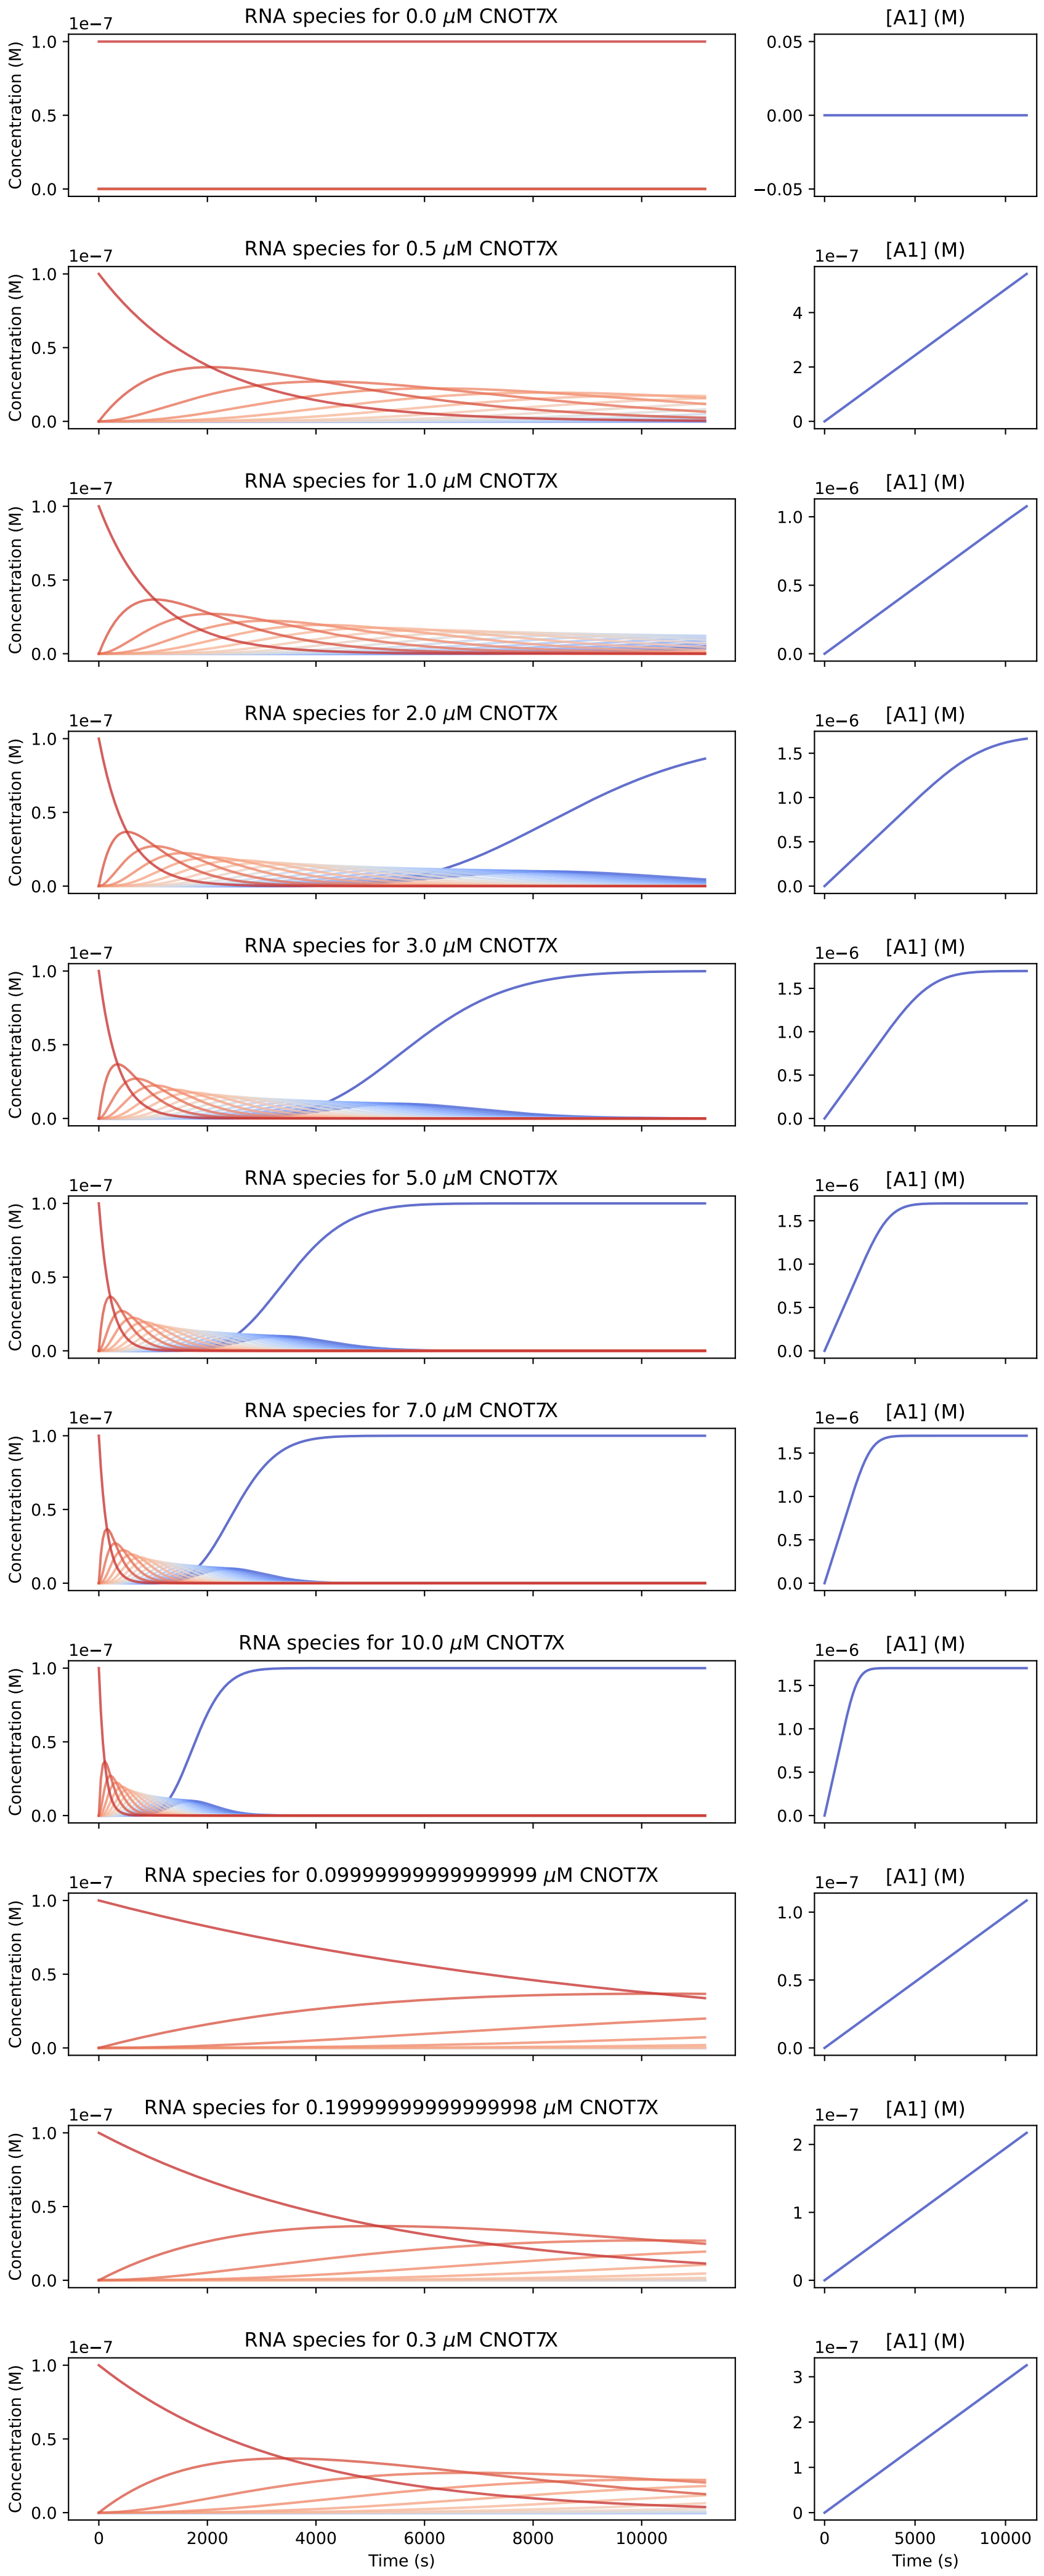 RNA species for 0.0 μM CNOT7X
[A1] (M)
1e−7
Concentration (M)
1.0
0.5
0.0
0.05
0.00
−0.05
RNA species for 0.5 μM CNOT7X
[A1] (M)
1e−7
1e−7
Concentration (M)
1.0
0.5
0.0
4
2
0
RNA species for 1.0 μM CNOT7X
[A1] (M)
1e−7
1e−6
Concentration (M)
1.0
0.5
0.0
1.0
0.5
0.0
RNA species for 2.0 μM CNOT7X
[A1] (M)
1e−7
1e−6
Concentration (M)
1.0
0.5
0.0
1.5
1.0
0.5
0.0
RNA species for 3.0 μM CNOT7X
[A1] (M)
1e−7
1e−6
Concentration (M)
1.0
0.5
0.0
1.5
1.0
0.5
0.0
RNA species for 5.0 μM CNOT7X
[A1] (M)
1e−7
1e−6
Concentration (M)
1.0
0.5
0.0
1.5
1.0
0.5
0.0
RNA species for 7.0 μM CNOT7X
[A1] (M)
1e−7
1e−6
Concentration (M)
1.0
0.5
0.0
1.5
1.0
0.5
0.0
RNA species for 10.0 μM CNOT7X
[A1] (M)
1e−7
1e−6
Concentration (M)
1.0
0.5
0.0
1.5
1.0
0.5
0.0
RNA species for 0.09999999999999999 μM CNOT7X
[A1] (M)
1e−7
1e−7
Concentration (M)
1.0
0.5
0.0
1.0
0.5
0.0
RNA species for 0.19999999999999998 μM CNOT7X
[A1] (M)
1e−7
1e−7
Concentration (M)
1.0
0.5
0.0
2
1
0
RNA species for 0.3 μM CNOT7X
[A1] (M)
1e−7
1e−7
Concentration (M)
1.0
0.5
0.0
3
2
1
0
0 2000 4000 6000 8000 10000
Time (s)
0 5000 10000
Time (s)